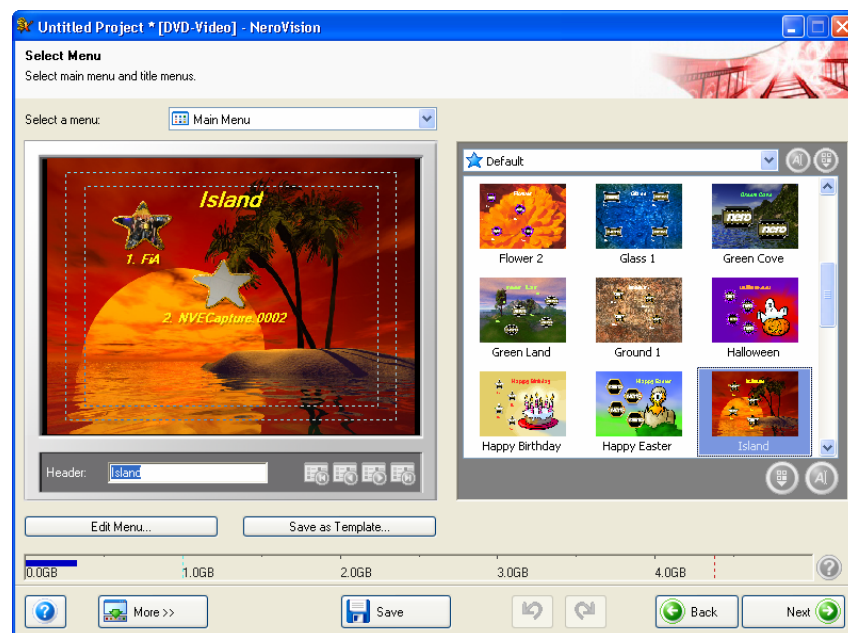 Untitled Project * [DVD-Video] - NeroVision
Select Menu
Select main menu and title menus.
Select a menu:
Main Menu
Island
1. FiA
2. NVECapture.0002
Header:
Island
Default
Flower 2
Glass 1
Green Cove
Green Land
Ground 1
Halloween
Happy Birthday
Happy Easter
Island
Edit Menu...
Save as Template...
0.0GB
1.0GB
2.0GB
3.0GB
4.0GB
More >>
Save
Back
Next